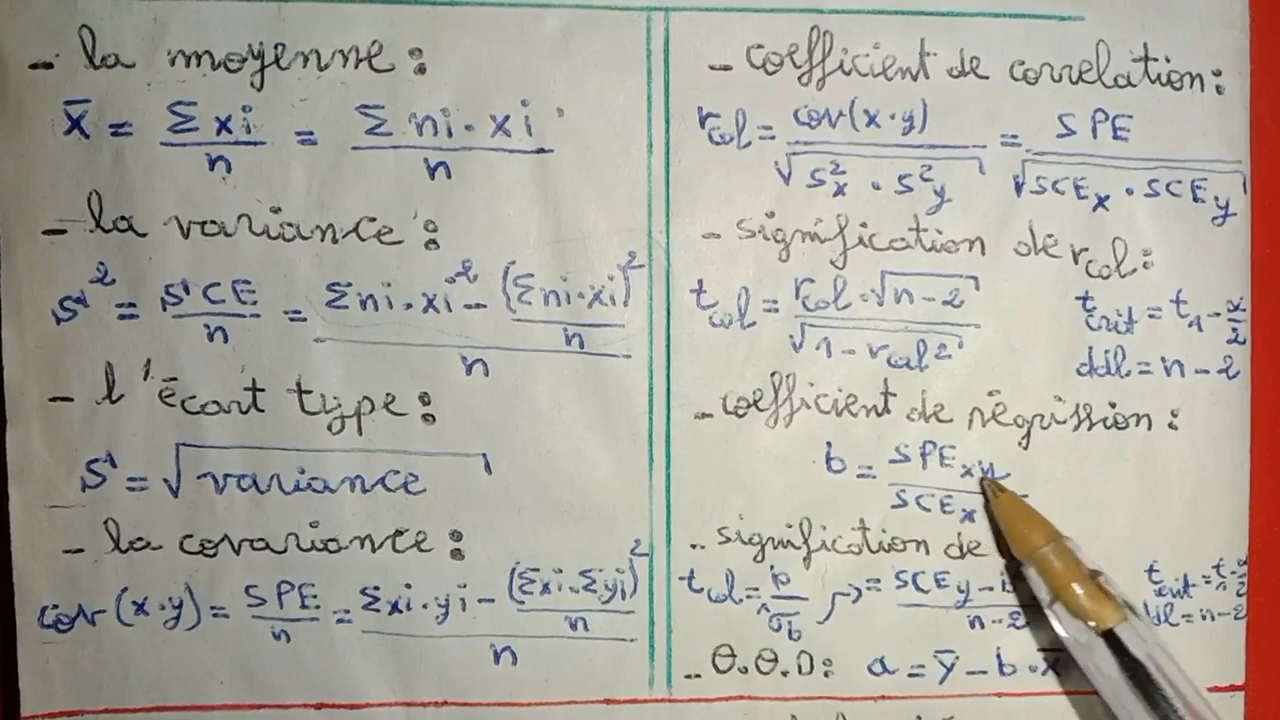 - la moyenne :
x̄ = Σxi / n = Σ ni · xi / n
- la variance :
S² = SCE / n = (Σni·xi² - (Σni·xi)² / n) / n
- l'écart type :
S = √variance
- la covariance :
cov (x·y) = SPE / n = (Σxi·yi - (Σxi·Σyi)² / n) / n
- coefficient de correlation :
rcal = cov(x·y) / √(S²x · S²y) = SPE / √(SCEx · SCEy)
- signification de rcal :
tcal = rcal·√(n-2) / √(1-rcal²)
tcrit = t1-α/2
ddl = n-2
- coefficient de régression :
b = SPExy / SCEx
- signification de
tcal = b / σ̂b → = SCEy - / n-2
tcrit = t1-α/2
ddl = n-2
- O.O.O : a = ȳ - b · x̄